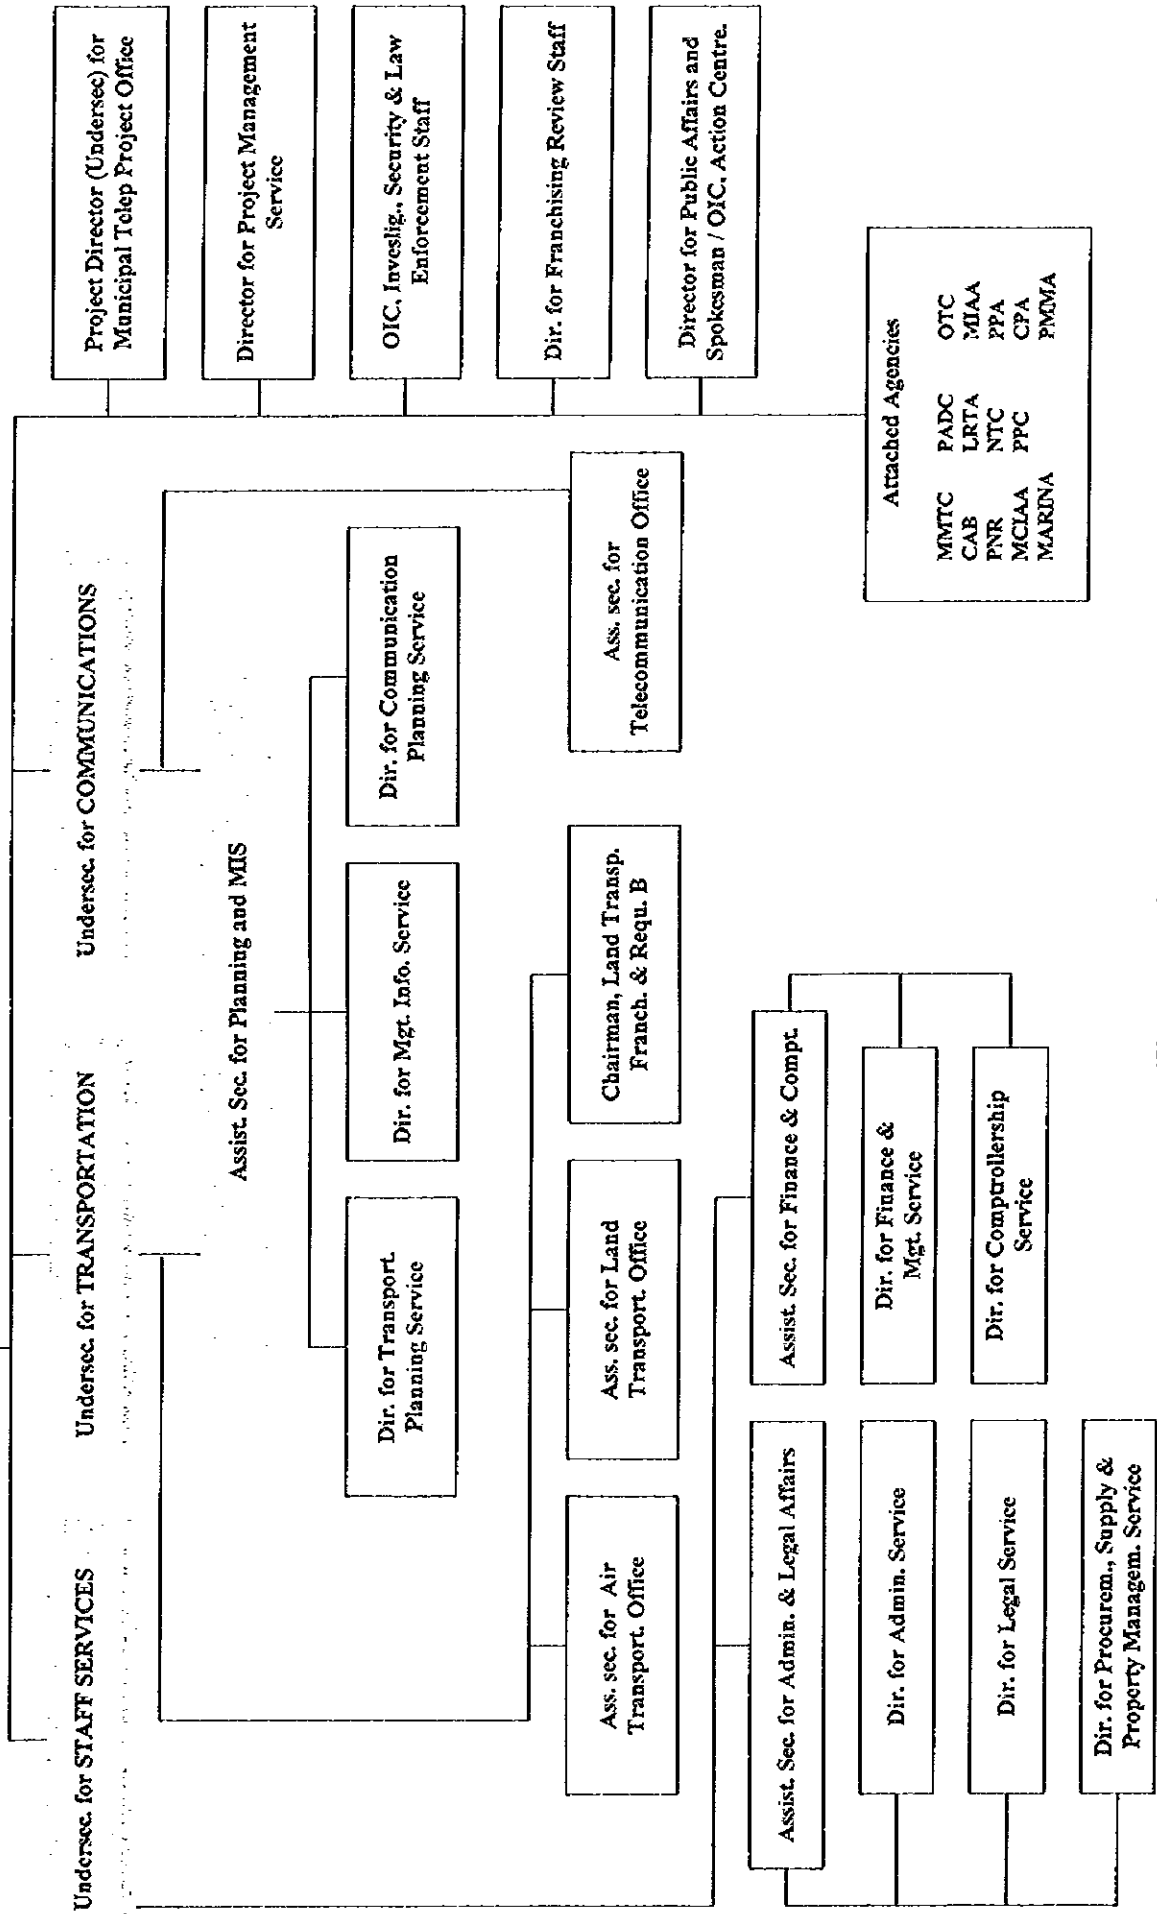 Undersec. for STAFF SERVICES
Undersec. for TRANSPORTATION
Undersec. for COMMUNICATIONS
Project Director (Undersec) for
Municipal Telep Project Office
Director for Project Management
Service
OIC, Investig., Security & Law
Enforcement Staff
Dir. for Franchising Review Staff
Director for Public Affairs and
Spokesman / OIC, Action Centre.
Assist. Sec. for Planning and MIS
Dir. for Transport.
Planning Service
Dir. for Mgt. Info. Service
Dir. for Communication
Planning Service
Ass. sec. for Air
Transport. Office
Ass. sec. for Land
Transport. Office
Chairman, Land Transp.
Franch. & Requ. B
Ass. sec. for
Telecommunication Office
Assist. Sec. for Admin. & Legal Affairs
Dir. for Admin. Service
Dir. for Legal Service
Dir. for Procurem., Supply &
Property Managem. Service
Assist. Sec. for Finance & Compt.
Dir. for Finance &
Mgt. Service
Dir. for Comptrollership
Service
Attached Agencies
MMTC PADC OTC
CAB LRTA MIAA
PNR NTC PPA
MCIAA PPC CPA
MARINA PMMA